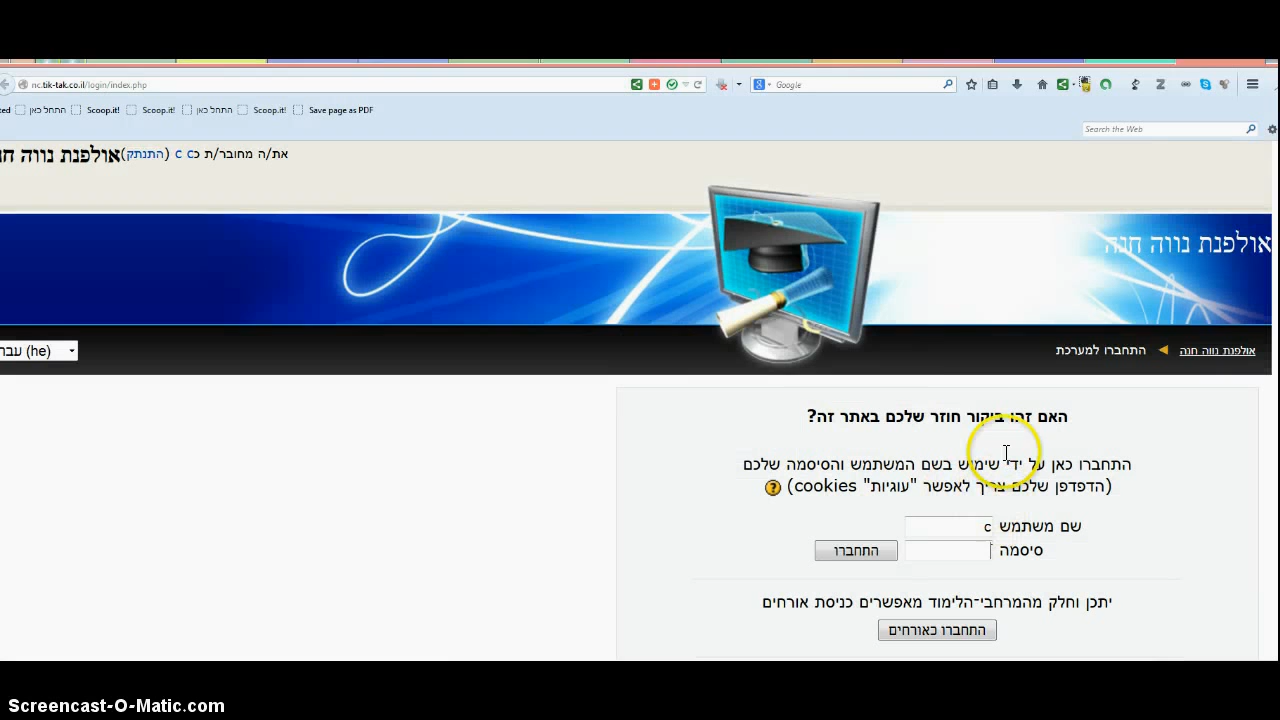 nc.tik-tak.co.il/login/index.php
Google
התחל כאן
Scoop.it!
Scoop.it!
התחל כאן
Scoop.it!
Save page as PDF
Search the Web
את/ה מחובר/ת כc c (התנתק)
אולפנת נווה
אולפנת נווה חנה
אולפנת נווה חנה ◄ התחברו למערכת
(he)
האם זהו ביקור חוזר שלכם באתר זה?
התחברו כאן על ידי שימוש בשם המשתמש והסיסמה שלכם
(הדפדפן שלכם צריך לאפשר "עוגיות" cookies) ?
שם משתמש c
סיסמה
התחברו
יתכן וחלק מהמרחבי־הלימוד מאפשרים כניסת אורחים
התחברו כאורחים
Screencast-O-Matic.com